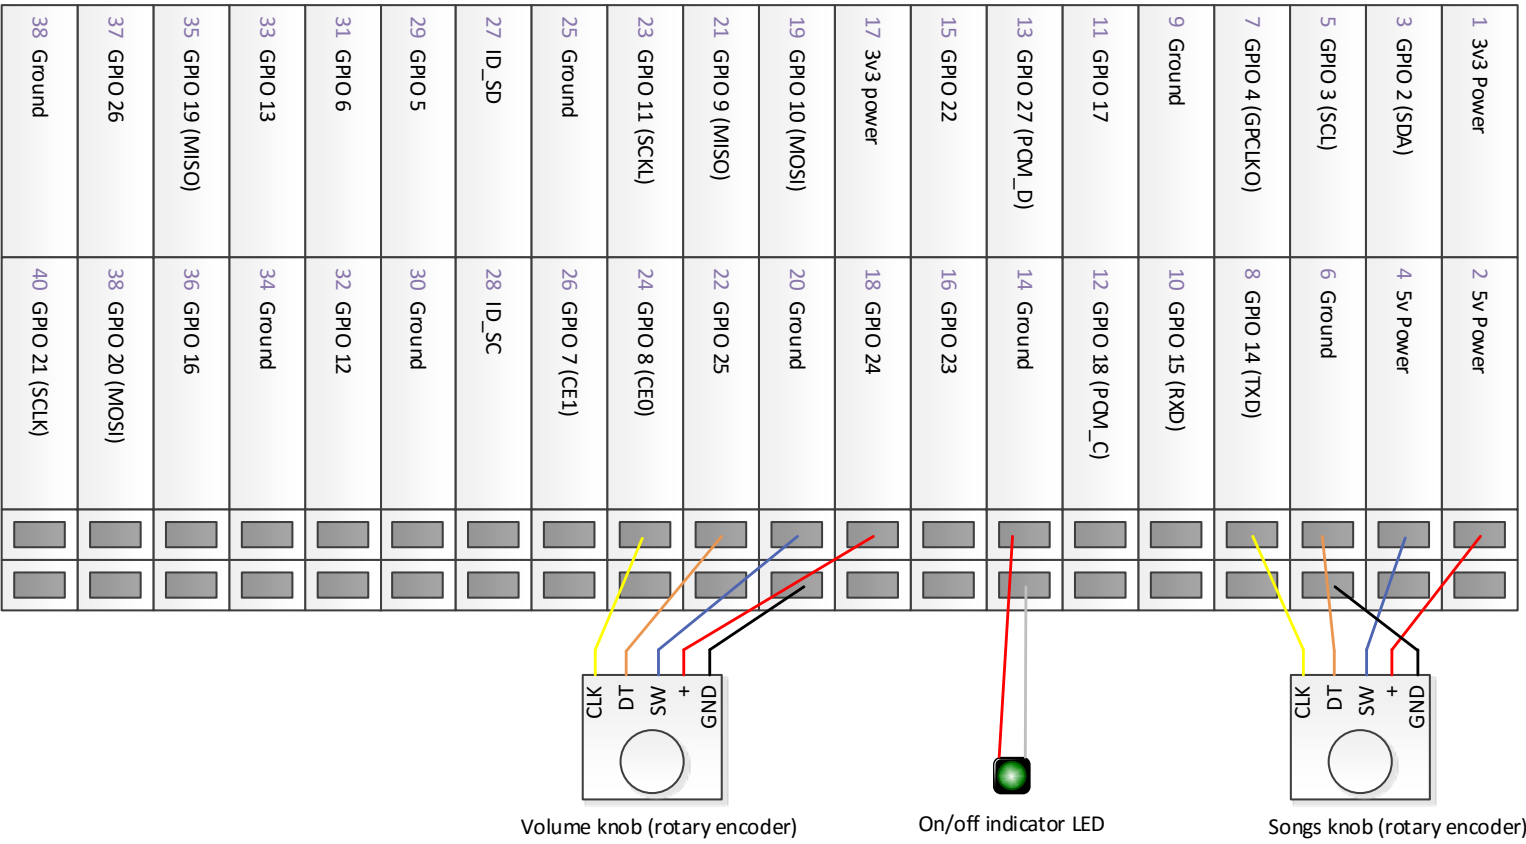 38 Ground
37 GPIO 26
35 GPIO 19 (MISO)
33 GPIO 13
31 GPIO 6
29 GPIO 5
27 ID_SD
25 Ground
23 GPIO 11 (SCKL)
21 GPIO 9 (MISO)
19 GPIO 10 (MOSI)
17 3v3 power
15 GPIO 22
13 GPIO 27 (PCM_D)
11 GPIO 17
9 Ground
7 GPIO 4 (GPCLKO)
5 GPIO 3 (SCL)
3 GPIO 2 (SDA)
1 3v3 Power
40 GPIO 21 (SCLK)
38 GPIO 20 (MOSI)
36 GPIO 16
34 Ground
32 GPIO 12
30 Ground
28 ID_SC
26 GPIO 7 (CE1)
24 GPIO 8 (CE0)
22 GPIO 25
20 Ground
18 GPIO 24
16 GPIO 23
14 Ground
12 GPIO 18 (PCM_C)
10 GPIO 15 (RXD)
8 GPIO 14 (TXD)
6 Ground
4 5v Power
2 5v Power
CLK
DT
SW
+
GND
CLK
DT
SW
+
GND
Volume knob (rotary encoder)
On/off indicator LED
Songs knob (rotary encoder)